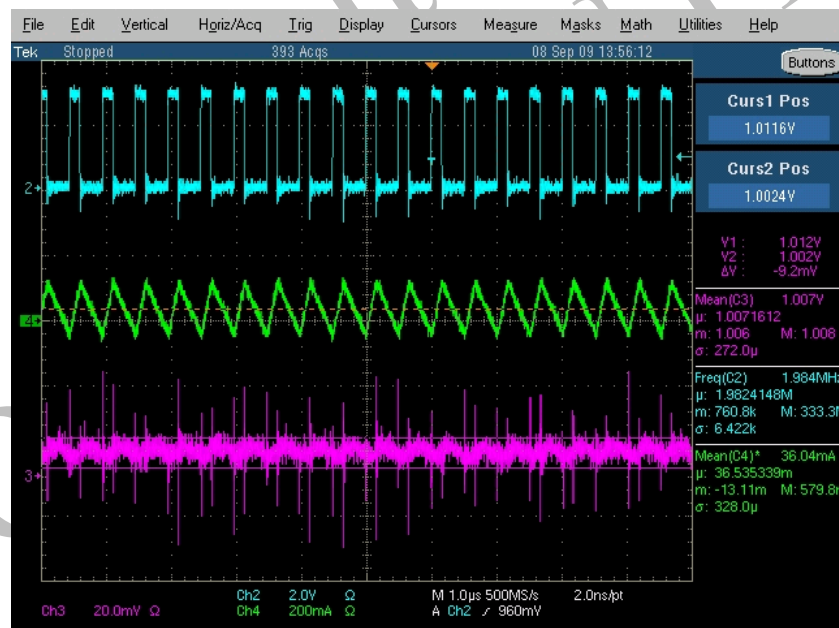 File Edit Vertical Horiz/Acq Trig Display Cursors Measure Masks Math Utilities Help
Tek Stopped 393 Acqs 08 Sep 09 13:56:12
Buttons
Curs1 Pos
1.0116V
Curs2 Pos
1.0024V
V1 : 1.012V
V2 : 1.002V
ΔV : -9.2mV
Mean(C3) 1.007V
μ: 1.0071612
m: 1.006 M: 1.008
σ: 272.0μ
Freq(C2) 1.984MHz
μ: 1.9824148M
m: 760.8k M: 333.3M
σ: 6.422k
Mean(C4)* 36.04mA
μ: 36.535339m
m: -13.11m M: 579.8m
σ: 328.0μ
2
4
3
Ch2 2.0V Ω M 1.0μs 500MS/s 2.0ns/pt
Ch3 20.0mV Ω Ch4 200mA Ω A Ch2 ⁄ 960mV